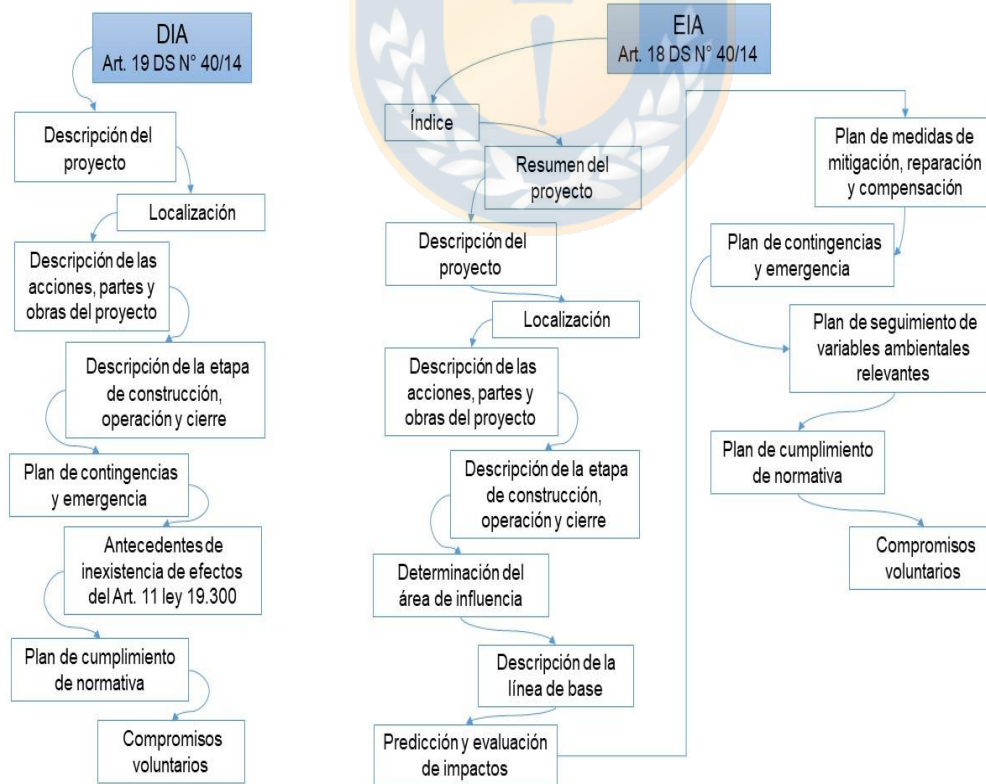 DIA
Art. 19 DS N° 40/14
Descripción del
proyecto
Localización
Descripción de las
acciones, partes y
obras del proyecto
Descripción de la etapa
de construcción,
operación y cierre
Plan de contingencias
y emergencia
Antecedentes de
inexistencia de efectos
del Art. 11 ley 19.300
Plan de cumplimiento
de normativa
Compromisos
voluntarios
EIA
Art. 18 DS N° 40/14
Índice
Resumen del
proyecto
Descripción del
proyecto
Localización
Descripción de las
acciones, partes y
obras del proyecto
Descripción de la etapa
de construcción,
operación y cierre
Determinación del
área de influencia
Descripción de la
línea de base
Predicción y evaluación
de impactos
Plan de medidas de
mitigación, reparación
y compensación
Plan de contingencias
y emergencia
Plan de seguimiento de
variables ambientales
relevantes
Plan de cumplimiento
de normativa
Compromisos
voluntarios